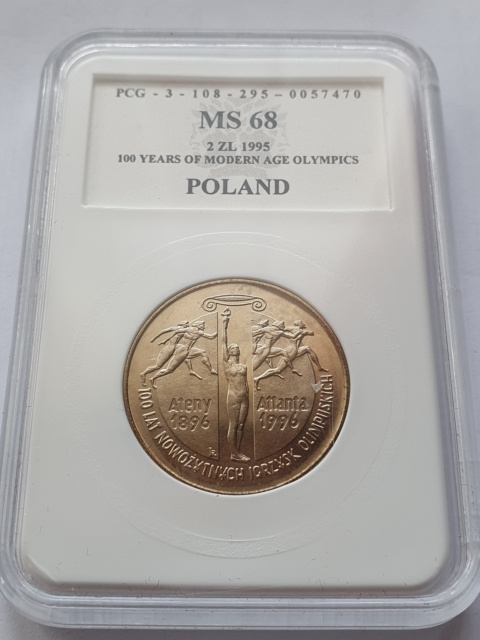 PCG - 3 - 108 - 295 - 0057470
MS 68
2 ZL 1995
100 YEARS OF MODERN AGE OLYMPICS
POLAND
Ateny
1896
Atlanta
1996
100 LAT NOWOŻYTNYCH IGRZYSK OLIMPIJSKICH